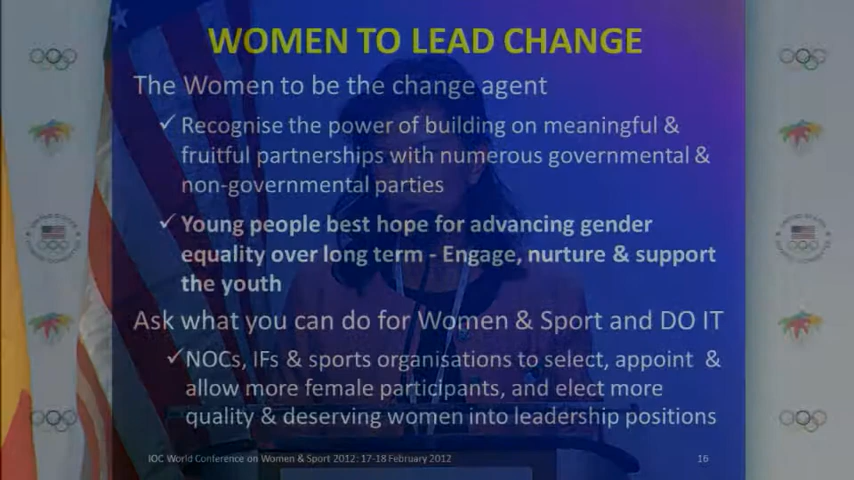 WOMEN TO LEAD CHANGE
The Women to be the change agent
✓ Recognise the power of building on meaningful &
fruitful partnerships with numerous governmental &
non-governmental parties
✓ Young people best hope for advancing gender
equality over long term - Engage, nurture & support
the youth
Ask what you can do for Women & Sport and DO IT
✓NOCs, IFs & sports organisations to select, appoint &
allow more female participants, and elect more
quality & deserving women into leadership positions
IOC World Conference on Women & Sport 2012: 17-18 February 2012 16